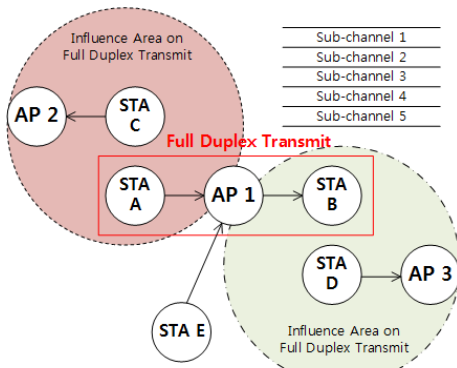 Influence Area on
Full Duplex Transmit
Sub-channel 1
Sub-channel 2
Sub-channel 3
Sub-channel 4
Sub-channel 5
AP 2
STA
C
Full Duplex Transmit
STA
A
AP 1
STA
B
STA
D
AP 3
STA E
Influence Area on
Full Duplex Transmit